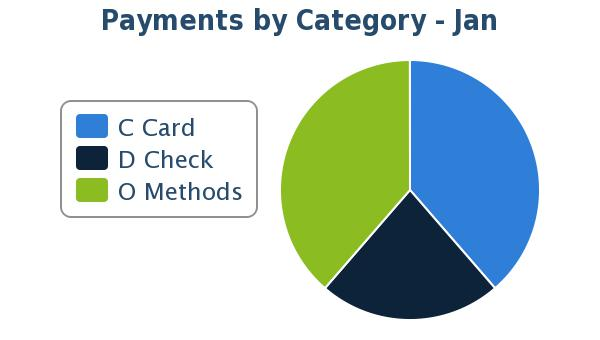 Payments by Category - Jan
C Card
D Check
O Methods